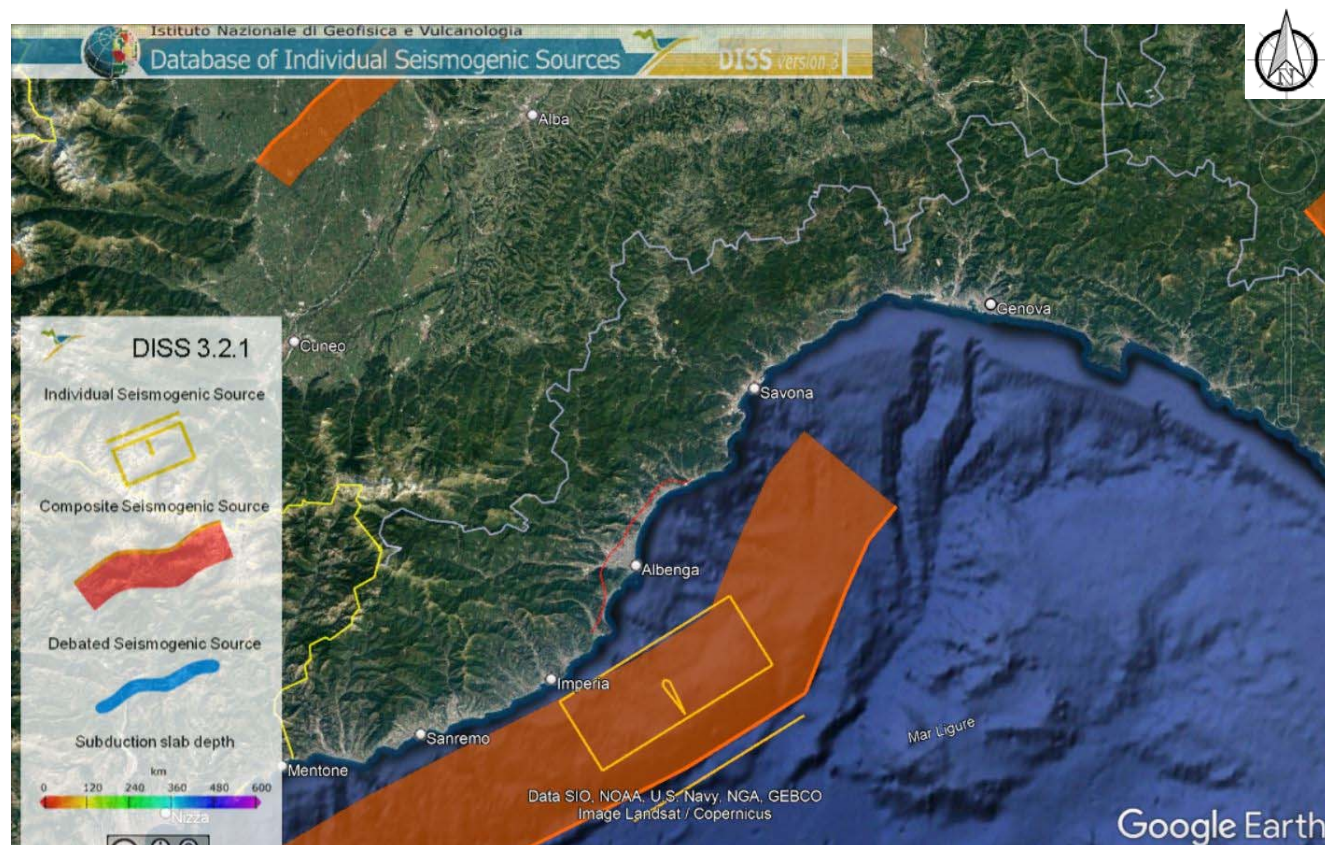 Istituto Nazionale di Geofisica e Vulcanologia
Database of Individual Seismogenic Sources
DISS version 3
N
Alba
Cuneo
Genova
Savona
Albenga
Imperia
Sanremo
Mentone
Nizza
Mar Ligure
DISS 3.2.1
Individual Seismogenic Source
Composite Seismogenic Source
Debated Seismogenic Source
Subduction slab depth
km
0 120 240 360 480 600
Data SIO, NOAA, U.S. Navy, NGA, GEBCO
Image Landsat / Copernicus
Google Earth